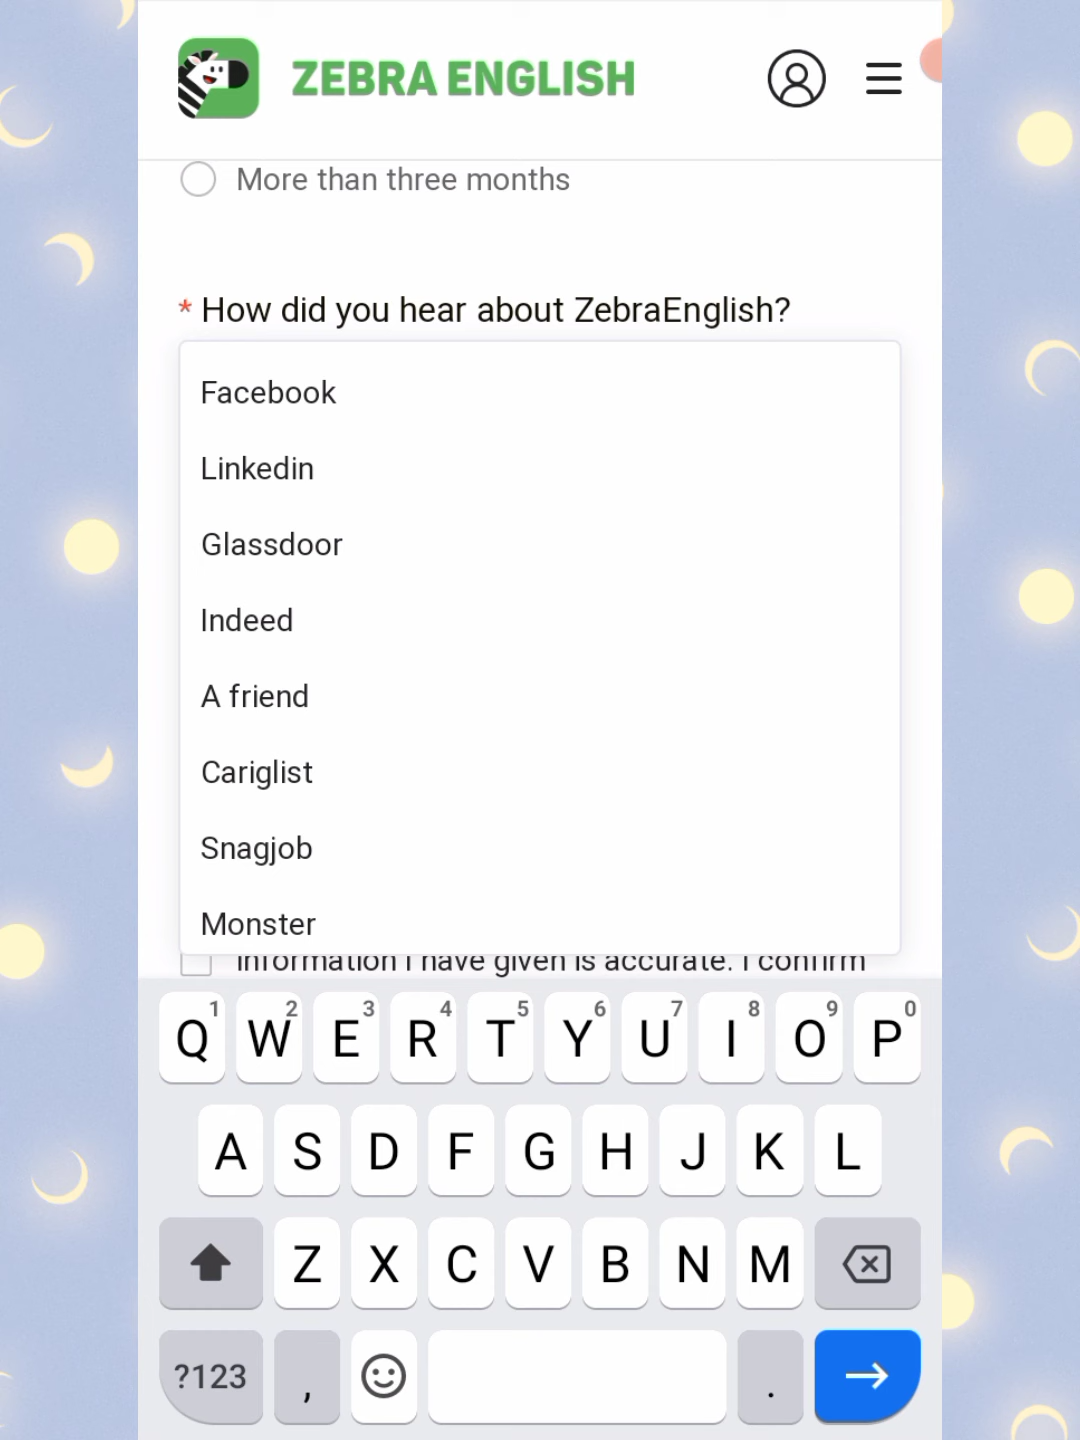 ZEBRA ENGLISH
More than three months
* How did you hear about ZebraEnglish?
Facebook
Linkedin
Glassdoor
Indeed
A friend
Cariglist
Snagjob
Monster
information I have given is accurate. I confirm
Q 1 W 2 E 3 R 4 T 5 Y 6 U 7 I 8 O 9 P 0
A S D F G H J K L
Z X C V B N M
?123 , .